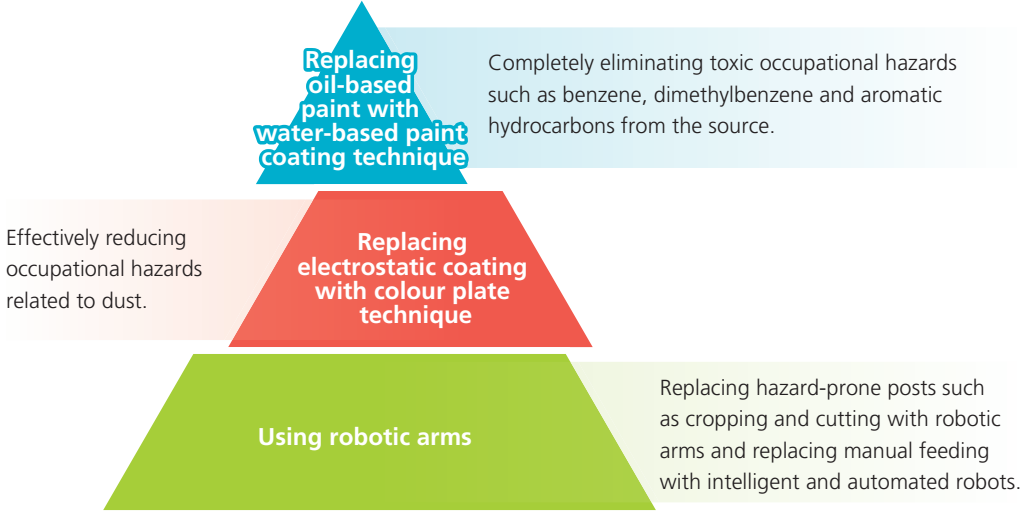 Replacing
oil-based
paint with
water-based paint
coating technique
Completely eliminating toxic occupational hazards
such as benzene, dimethylbenzene and aromatic
hydrocarbons from the source.
Effectively reducing
occupational hazards
related to dust.
Replacing
electrostatic coating
with colour plate
technique
Using robotic arms
Replacing hazard-prone posts such
as cropping and cutting with robotic
arms and replacing manual feeding
with intelligent and automated robots.